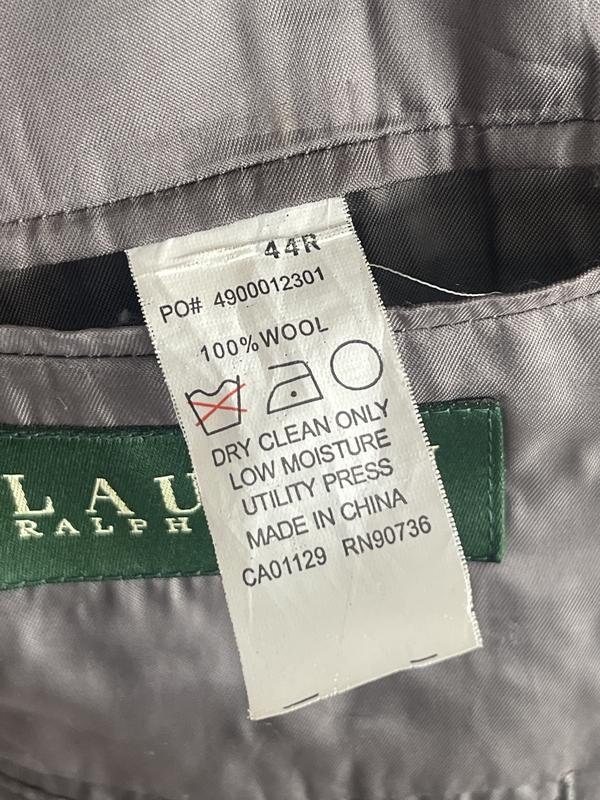 44R
PO# 4900012301
100%WOOL
DRY CLEAN ONLY
LOW MOISTURE
UTILITY PRESS
MADE IN CHINA
CA01129 RN90736
LAU
RALPH